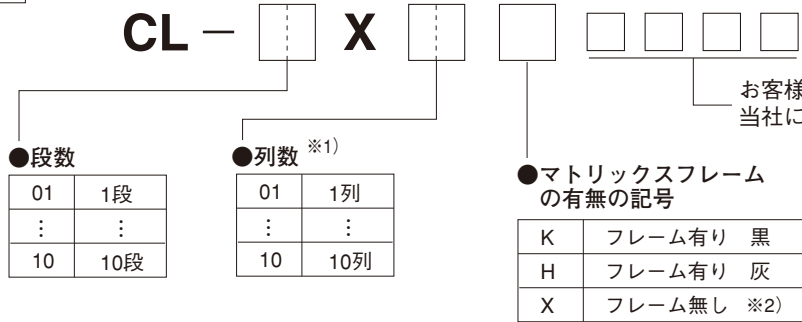 CL－ X
お客様
当社に
●段数
01 1段
⋮ ⋮
10 10段
●列数 ※1)
01 1列
⋮ ⋮
10 10列
●マトリックスフレーム
の有無の記号
K フレーム有り 黒
H フレーム有り 灰
X フレーム無し ※2)